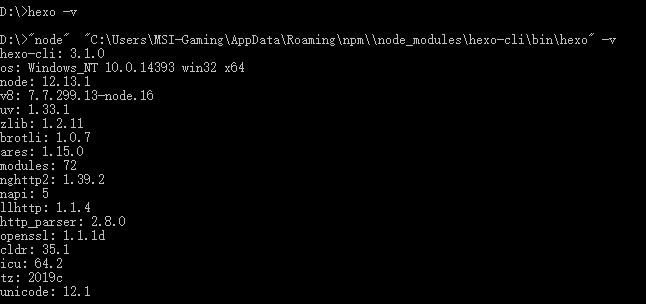 D:\>hexo -v
D:\>"node"  "C:\Users\MSI-Gaming\AppData\Roaming\npm\\node_modules\hexo-cli\bin\hexo" -v
hexo-cli: 3.1.0
os: Windows_NT 10.0.14393 win32 x64
node: 12.13.1
v8: 7.7.299.13-node.16
uv: 1.33.1
zlib: 1.2.11
brotli: 1.0.7
ares: 1.15.0
modules: 72
nghttp2: 1.39.2
napi: 5
llhttp: 1.1.4
http_parser: 2.8.0
openssl: 1.1.1d
cldr: 35.1
icu: 64.2
tz: 2019c
unicode: 12.1